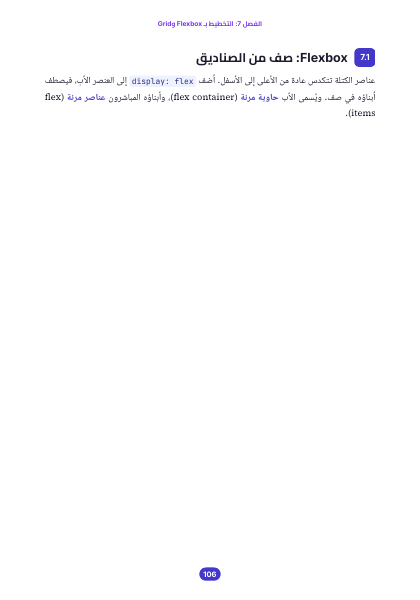 الفصل 7: التخطيط بـ Flexbox وGrid
7.1 Flexbox: صف من الصناديق
عناصر الكتلة تتكدس عادة من الأعلى إلى الأسفل. أضف display: flex إلى العنصر الأب، فيصطف
أبناؤه في صف. ويُسمى الأب حاوية مرنة (flex container)، وأبناؤه المباشرون عناصر مرنة (flex
items).
106